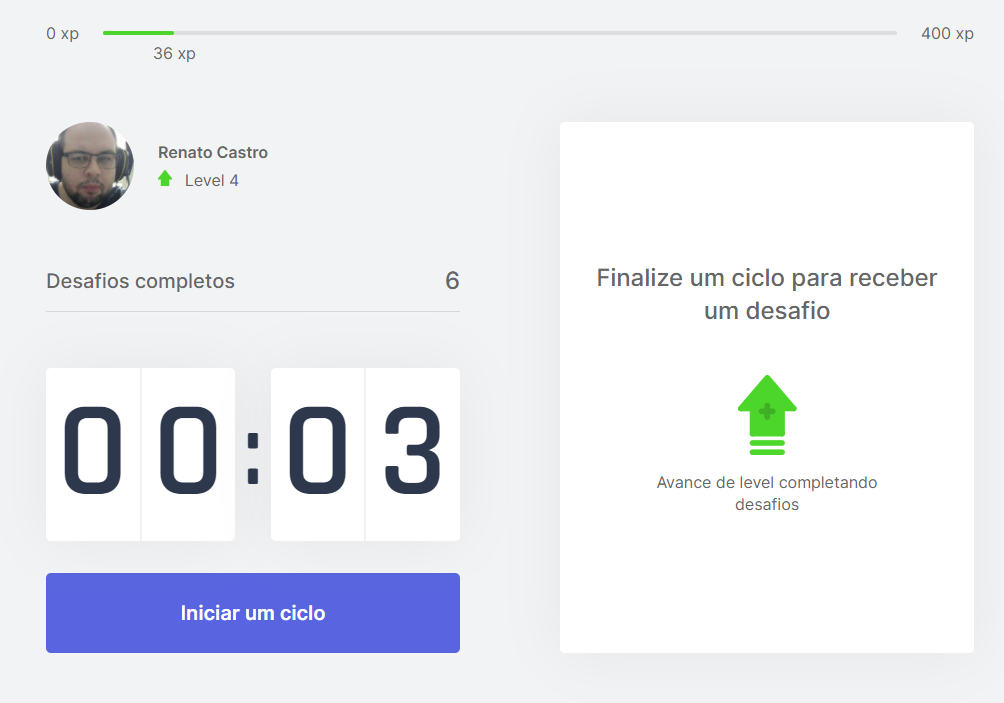 0 xp
400 xp
36 xp
Renato Castro
Level 4
Desafios completos
6
00:03
Iniciar um ciclo
Finalize um ciclo para receber
um desafio
Avance de level completando
desafios